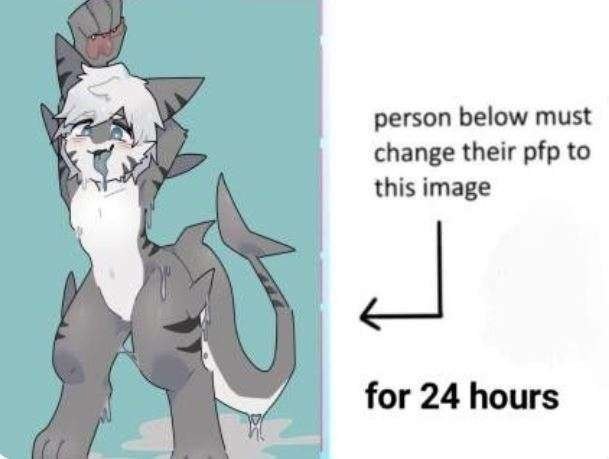 person below must
change their pfp to
this image
for 24 hours